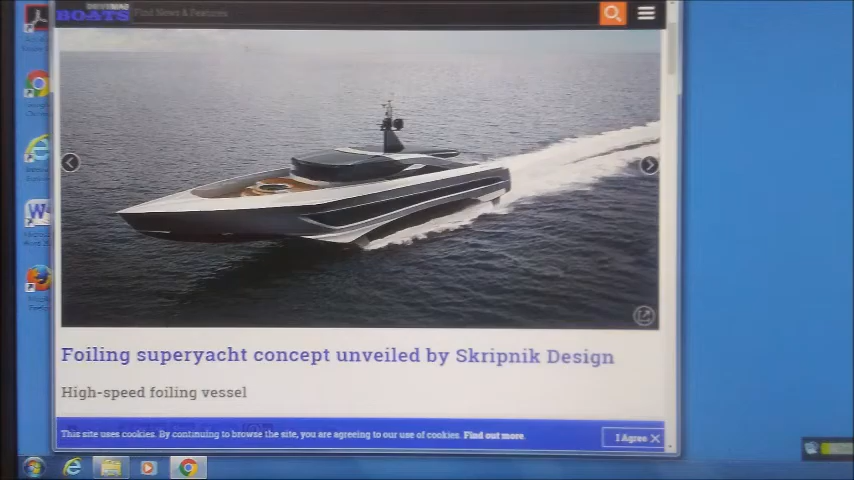 BOATS
Find News & Features
Foiling superyacht concept unveiled by Skripnik Design
High-speed foiling vessel
This site uses cookies. By continuing to browse the site, you are agreeing to our use of cookies. Find out more.
I Agree ✕